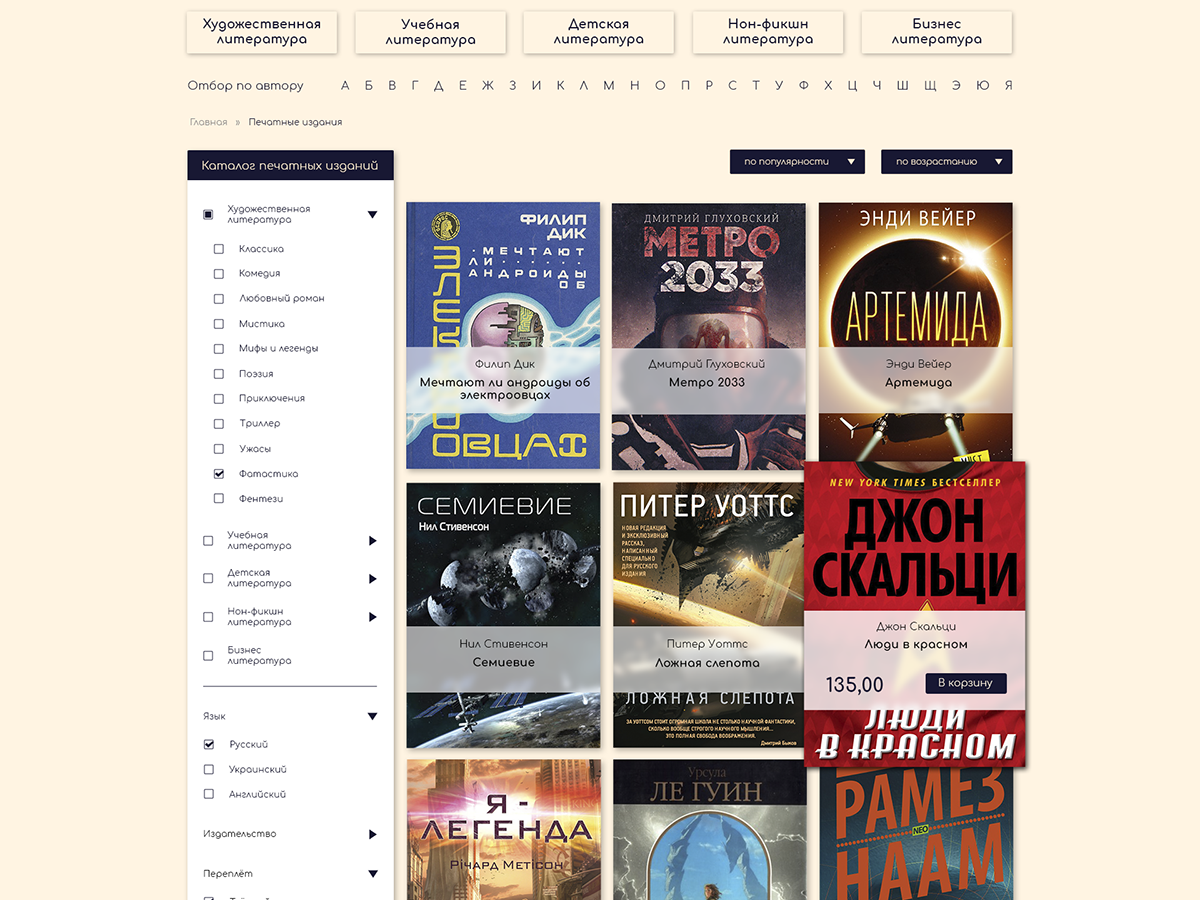 Художественная
литература
Учебная
литература
Детская
литература
Нон-фикшн
литература
Бизнес
литература
Отбор по автору А Б В Г Д Е Ж З И К Л М Н О П Р С Т У Ф Х Ц Ч Ш Щ Э Ю Я
Главная » Печатные издания
Каталог печатных изданий
по популярности
по возрастанию
Художественная
литература
Классика
Комедия
Любовный роман
Мистика
Мифы и легенды
Поэзия
Приключения
Триллер
Ужасы
Фатастика
Фентези
Учебная
литература
Детская
литература
Нон-фикшн
литература
Бизнес
литература
Язык
Русский
Украинский
Английский
Издательство
Переплёт
ФИЛИП
ДИК
МЕЧТАЮТ
ЛИ
АНДРОИДЫ
ОБ
ОВЦАХ
Филип Дик
Мечтают ли андроиды об
электроовцах
ДМИТРИЙ ГЛУХОВСКИЙ
МЕТРО
2033
Дмитрий Глуховский
Метро 2033
ЭНДИ ВЕЙЕР
АРТЕМИДА
Энди Вейер
Артемида
СЕМИЕВИЕ
Нил Стивенсон
Нил Стивенсон
Семиевие
ПИТЕР УОТТС
НОВАЯ РЕДАКЦИЯ
И ЭКСКЛЮЗИВНЫЙ
РАССКАЗ,
НАПИСАННЫЙ
СПЕЦИАЛЬНО
ДЛЯ РУССКОГО
ИЗДАНИЯ
Питер Уоттс
Ложная слепота
ЛОЖНАЯ СЛЕПОТА
ЗА УОТТСОМ СТОИТ ОГРОМНАЯ ШКОЛА НЕ СТОЛЬКО НАУЧНОЙ ФАНТАСТИКИ,
СКОЛЬКО ВООБЩЕ СТРОГОГО НАУЧНОГО МЫШЛЕНИЯ...
ЭТО ПОЛНАЯ СВОБОДА ВООБРАЖЕНИЯ.
Дмитрий Быков
NEW YORK TIMES БЕСТСЕЛЛЕР
ДЖОН
СКАЛЬЦИ
Джон Скальци
Люди в красном
135,00
В корзину
ЛЮДИ
В КРАСНОМ
Я -
ЛЕГЕНДА
Річард Метісон
Урсула
ЛЕ ГУИН
РАМЕЗ
NEO
НААМ